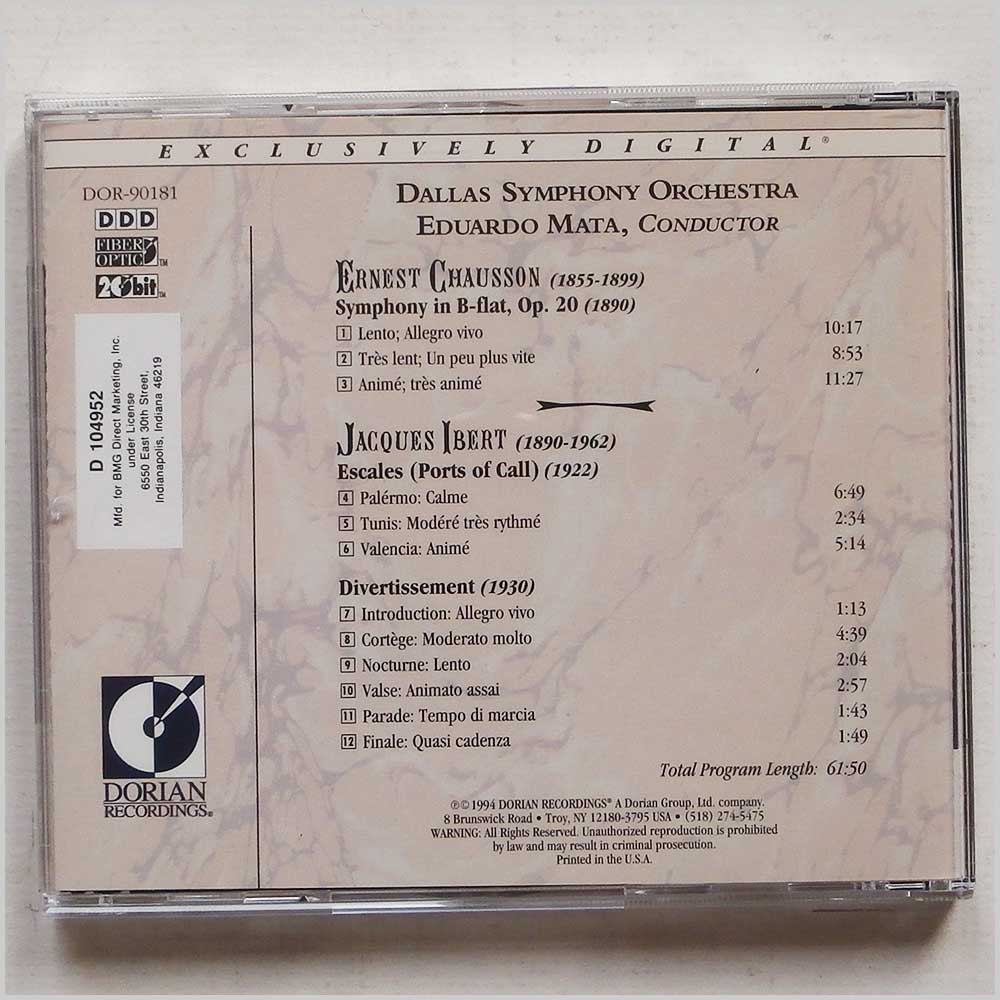 EXCLUSIVELY DIGITAL®
DOR-90181
DDD
FIBER OPTIC™
20bit™
D 104952
Mfd. for BMG Direct Marketing, Inc.
under License
6550 East 30th Street,
Indianapolis, Indiana 46219
DORIAN
RECORDINGS®
DALLAS SYMPHONY ORCHESTRA
EDUARDO MATA, CONDUCTOR
ERNEST CHAUSSON (1855-1899)
Symphony in B-flat, Op. 20 (1890)
1 Lento; Allegro vivo 10:17
2 Très lent; Un peu plus vite 8:53
3 Animé; très animé 11:27
JACQUES IBERT (1890-1962)
Escales (Ports of Call) (1922)
4 Palérmo: Calme 6:49
5 Tunis: Modéré très rythmé 2:34
6 Valencia: Animé 5:14
Divertissement (1930)
7 Introduction: Allegro vivo 1:13
8 Cortège: Moderato molto 4:39
9 Nocturne: Lento 2:04
10 Valse: Animato assai 2:57
11 Parade: Tempo di marcia 1:43
12 Finale: Quasi cadenza 1:49
Total Program Length: 61:50
℗© 1994 DORIAN RECORDINGS® A Dorian Group, Ltd. company.
8 Brunswick Road • Troy, NY 12180-3795 USA • (518) 274-5475
WARNING: All Rights Reserved. Unauthorized reproduction is prohibited
by law and may result in criminal prosecution.
Printed in the U.S.A.